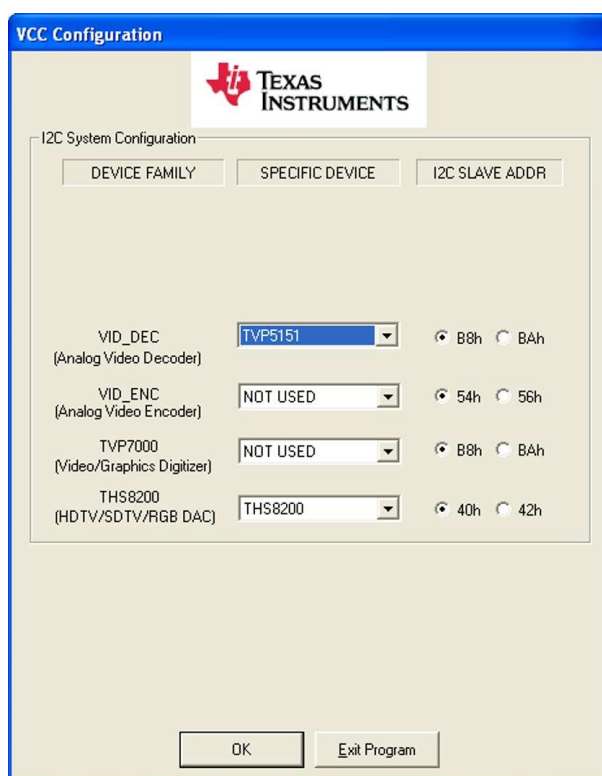 VCC Configuration
TEXAS
INSTRUMENTS
I2C System Configuration
DEVICE FAMILY SPECIFIC DEVICE I2C SLAVE ADDR
VID_DEC
(Analog Video Decoder)
TVP5151 B8h BAh
VID_ENC
(Analog Video Encoder)
NOT USED 54h 56h
TVP7000
(Video/Graphics Digitizer)
NOT USED B8h BAh
THS8200
(HDTV/SDTV/RGB DAC)
THS8200 40h 42h
OK Exit Program